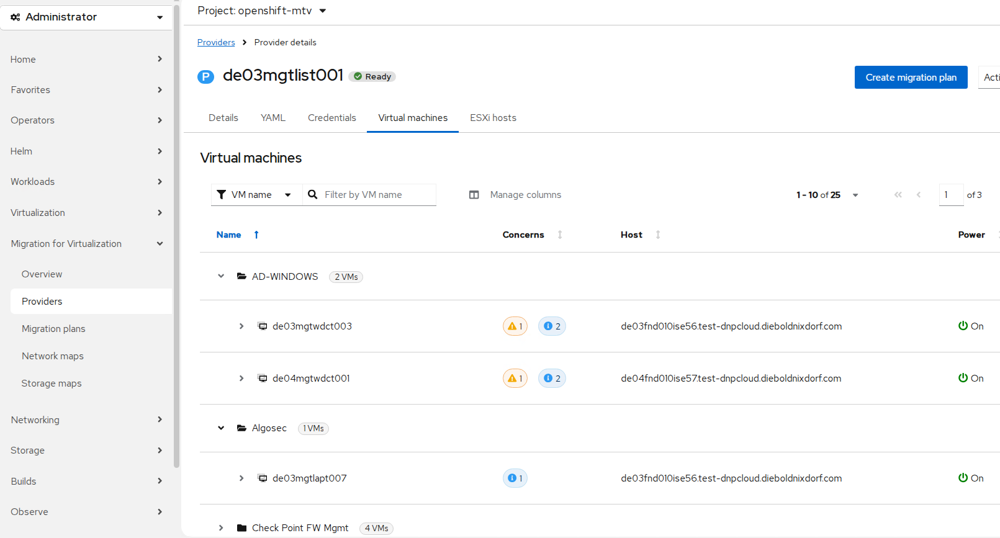 Administrator
Home
Favorites
Operators
Helm
Workloads
Virtualization
Migration for Virtualization
Overview
Providers
Migration plans
Network maps
Storage maps
Networking
Storage
Builds
Observe
Project: openshift-mtv
Providers > Provider details
P de03mgtlist001 Ready
Create migration plan Acti
Details YAML Credentials Virtual machines ESXi hosts
Virtual machines
VM name Filter by VM name Manage columns 1 - 10 of 25 1 of 3
Name Concerns Host Power
AD-WINDOWS 2 VMs
de03mgtwdct003 1 2 de03fnd010ise56.test-dnpcloud.dieboldnixdorf.com On
de04mgtwdct001 1 2 de04fnd010ise57.test-dnpcloud.dieboldnixdorf.com On
Algosec 1 VMs
de03mgtlapt007 1 de03fnd010ise56.test-dnpcloud.dieboldnixdorf.com On
Check Point FW Mgmt 4 VMs